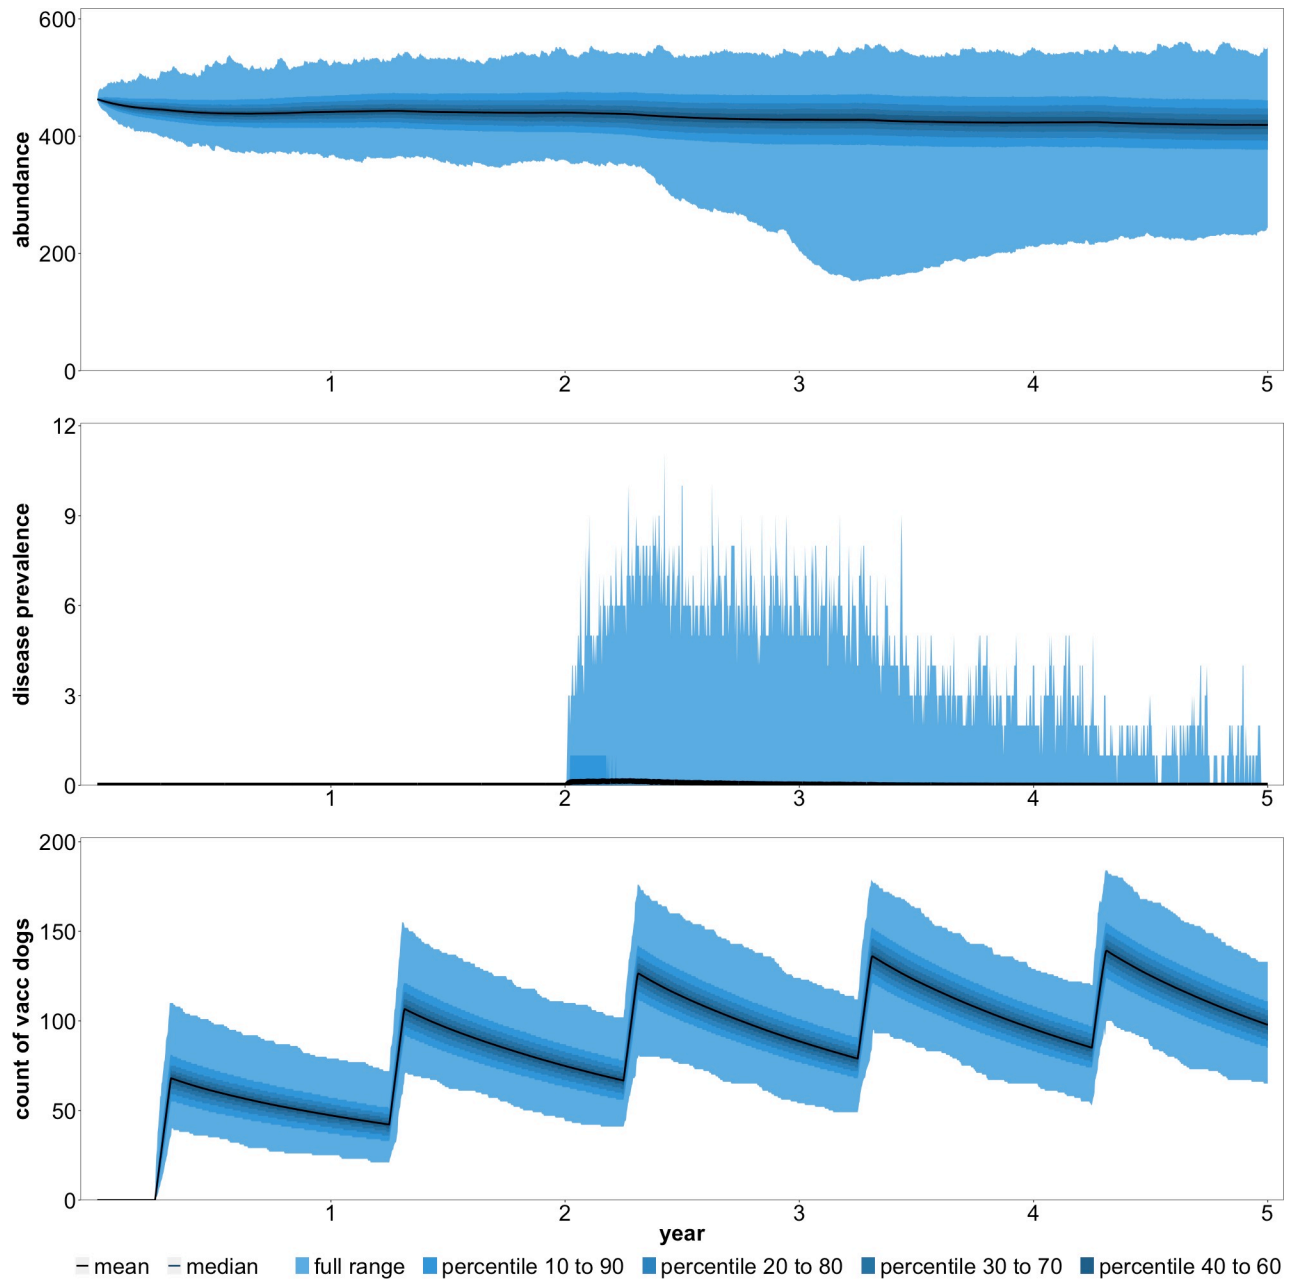 600
400
200
0
abundance
1 2 3 4 5
12
9
6
3
0
disease prevalence
1 2 3 4 5
200
150
100
50
0
count of vacc dogs
1 2 3 4 5
year
mean median full range percentile 10 to 90 percentile 20 to 80 percentile 30 to 70 percentile 40 to 60